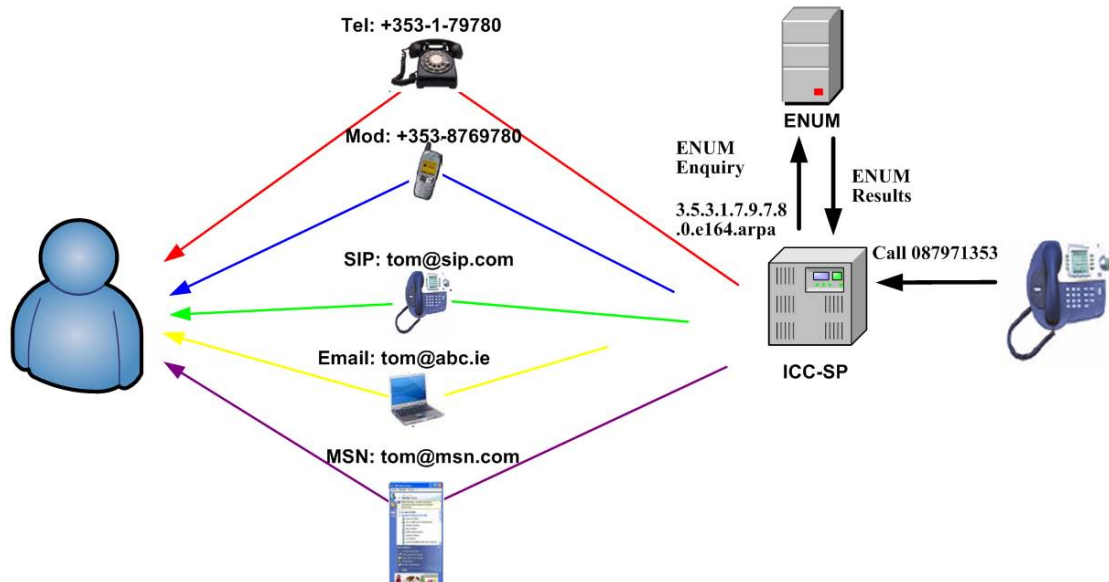 Tel: +353-1-79780
Mod: +353-8769780
SIP: tom@sip.com
Email: tom@abc.ie
MSN: tom@msn.com
ENUM
ENUM
Enquiry
3.5.3.1.7.9.7.8
.0.e164.arpa
ENUM
Results
Call 087971353
ICC-SP